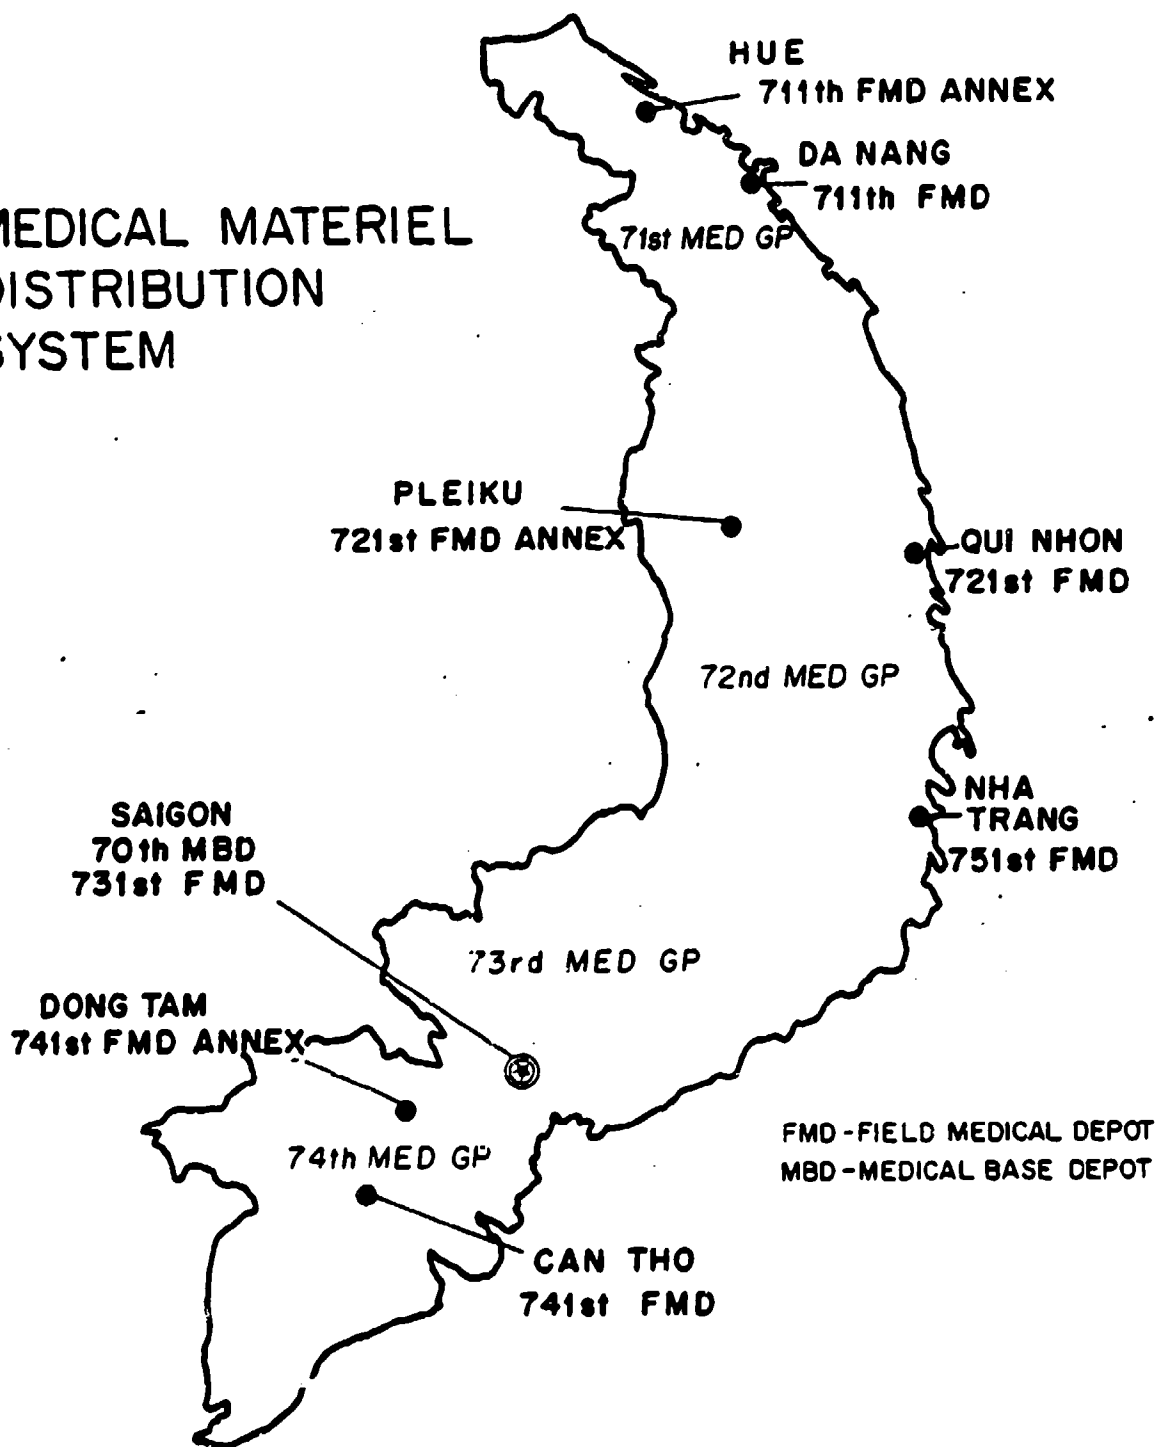 HUE
711th FMD ANNEX
DA NANG
711th FMD
MEDICAL MATERIEL
DISTRIBUTION
SYSTEM
71st MED GP
PLEIKU
721st FMD ANNEX
QUI NHON
721st FMD
72nd MED GP
NHA
TRANG
751st FMD
SAIGON
70th MBD
731st FMD
73rd MED GP
DONG TAM
741st FMD ANNEX
74th MED GP
FMD-FIELD MEDICAL DEPOT
MBD-MEDICAL BASE DEPOT
CAN THO
741st FMD